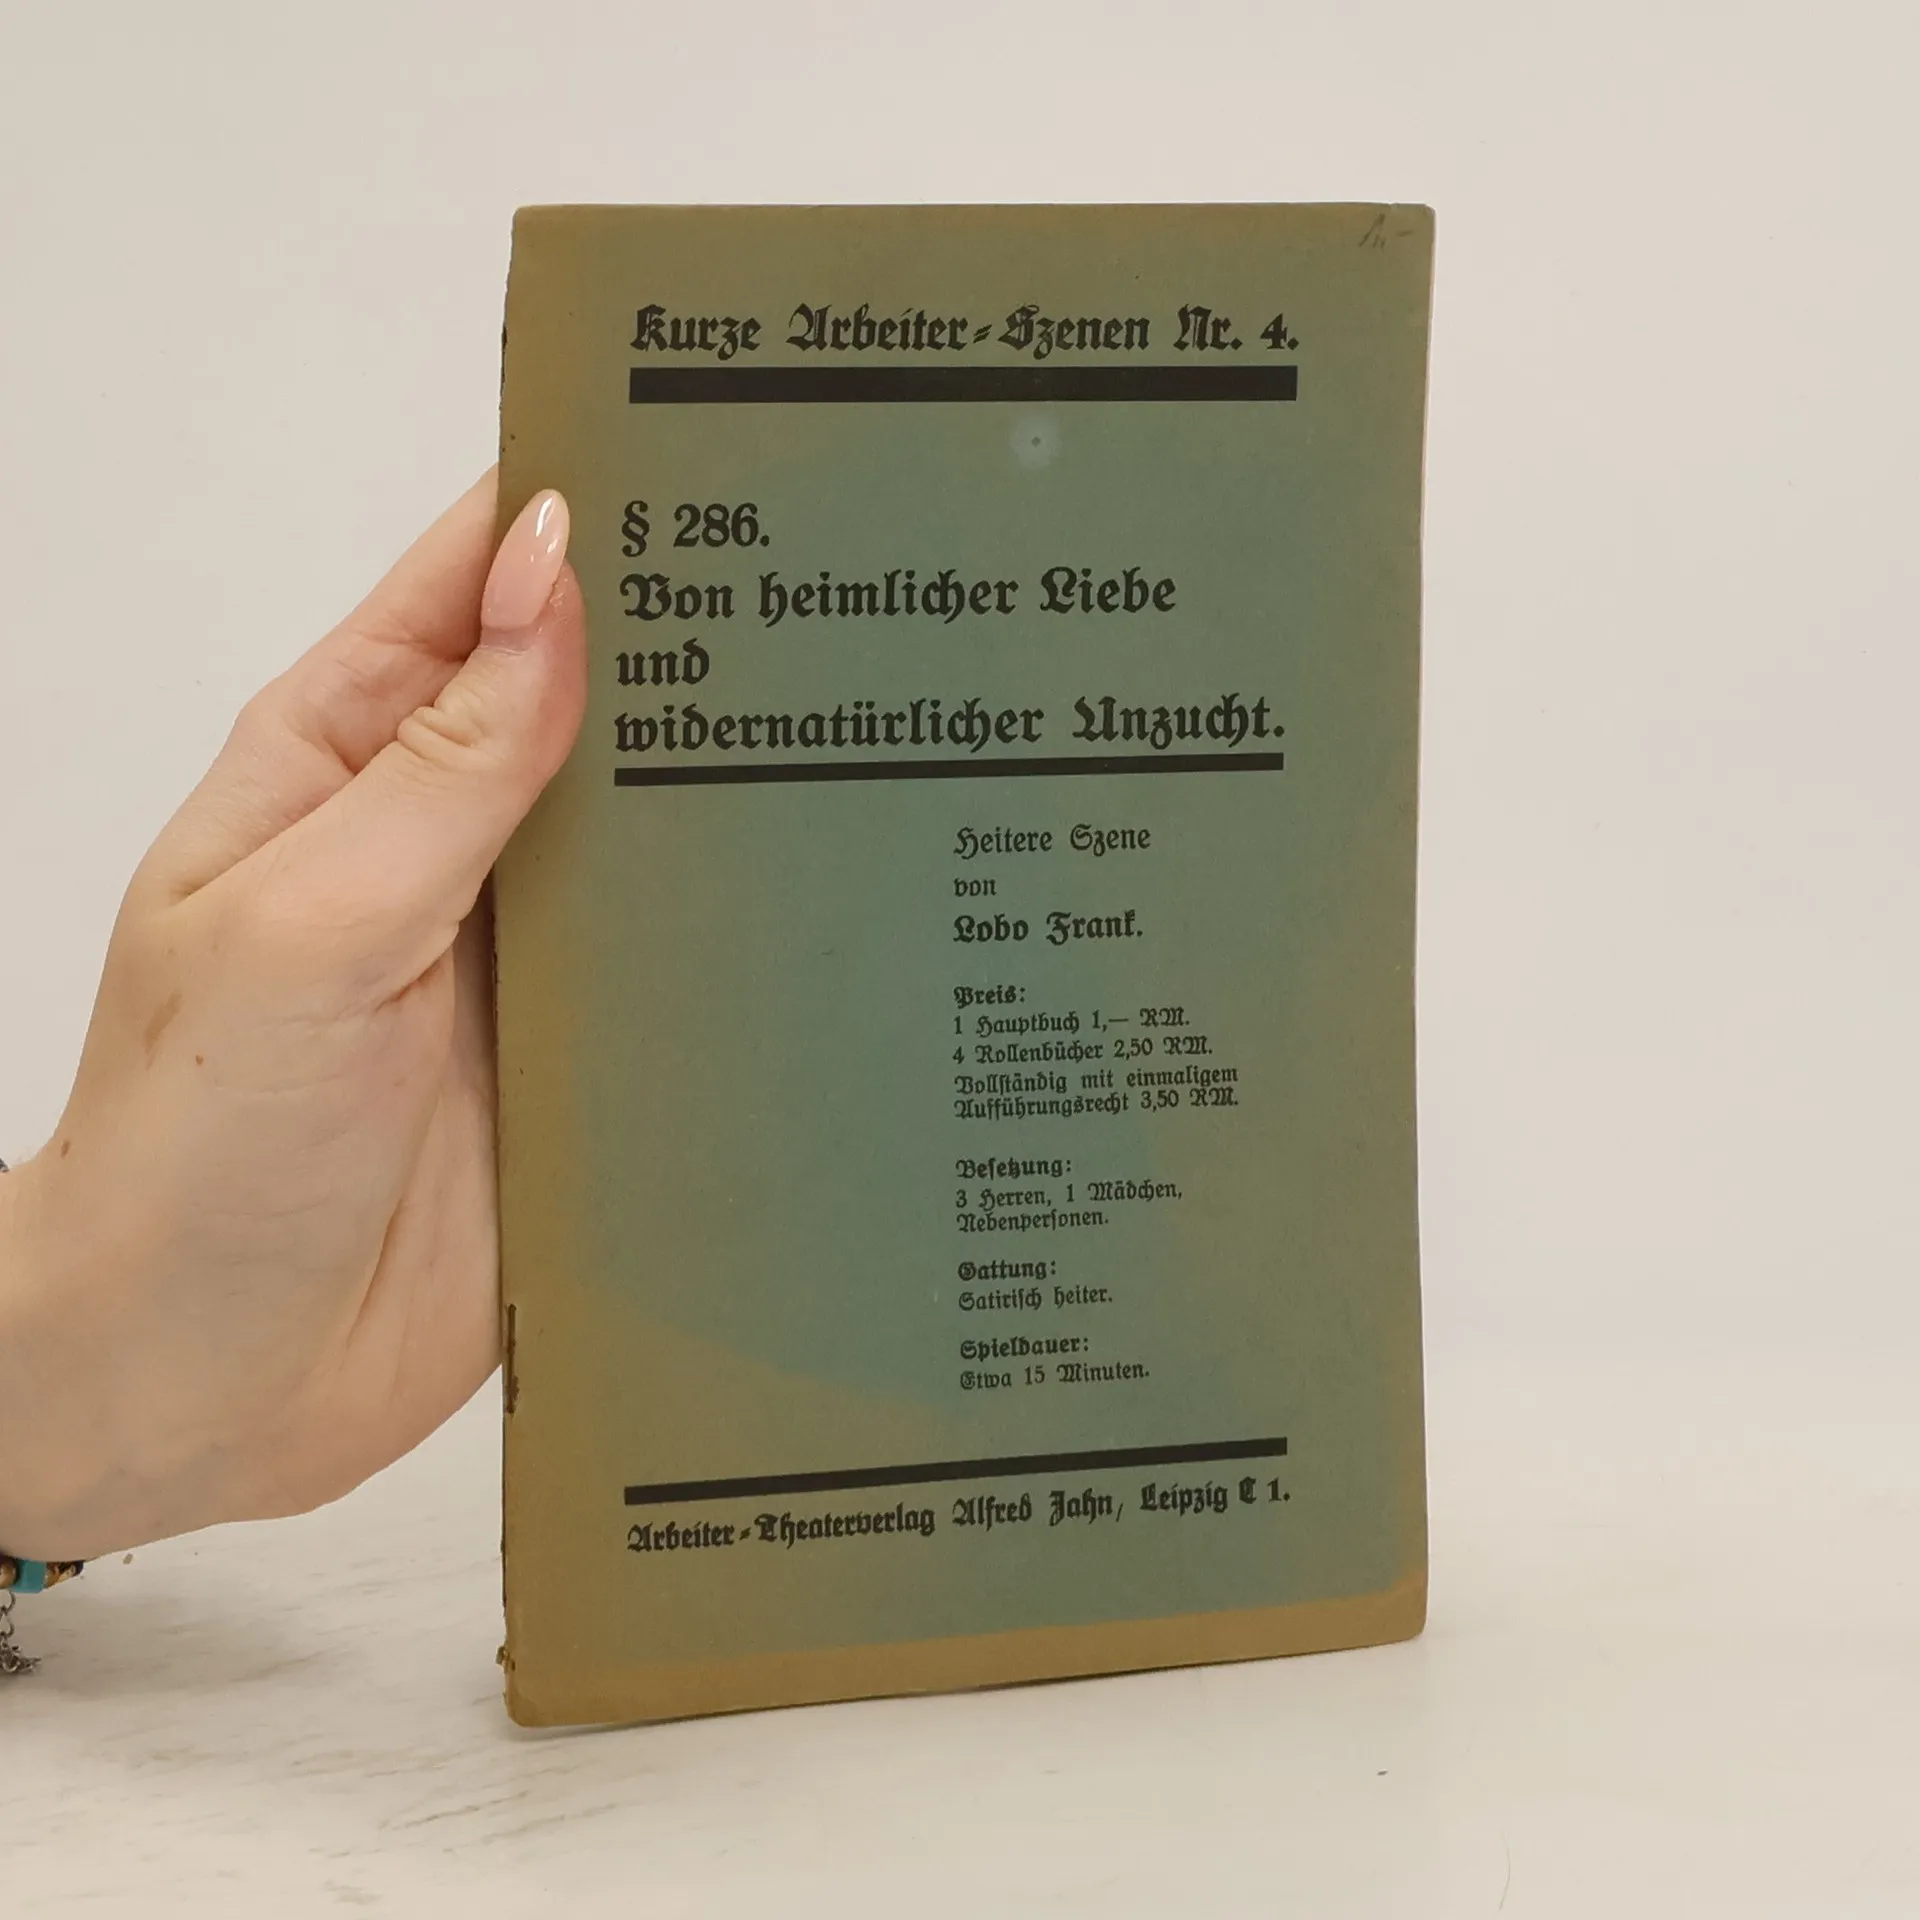 Kurze Arbeiter-Szenen Nr. 4.
§ 286.
Von heimlicher Liebe
und
widernatürlicher Unzucht.
Heitere Szene
von
Lobo Frank.
Preis:
1 Hauptbuch 1,— RM.
4 Rollenbücher 2,50 RM.
Vollständig mit einmaligem
Aufführungsrecht 3,50 RM.
Besetzung:
3 Herren, 1 Mädchen,
Nebenpersonen.
Gattung:
Satirisch heiter.
Spieldauer:
Etwa 15 Minuten.
Arbeiter-Theaterverlag Alfred Jahn, Leipzig C 1.